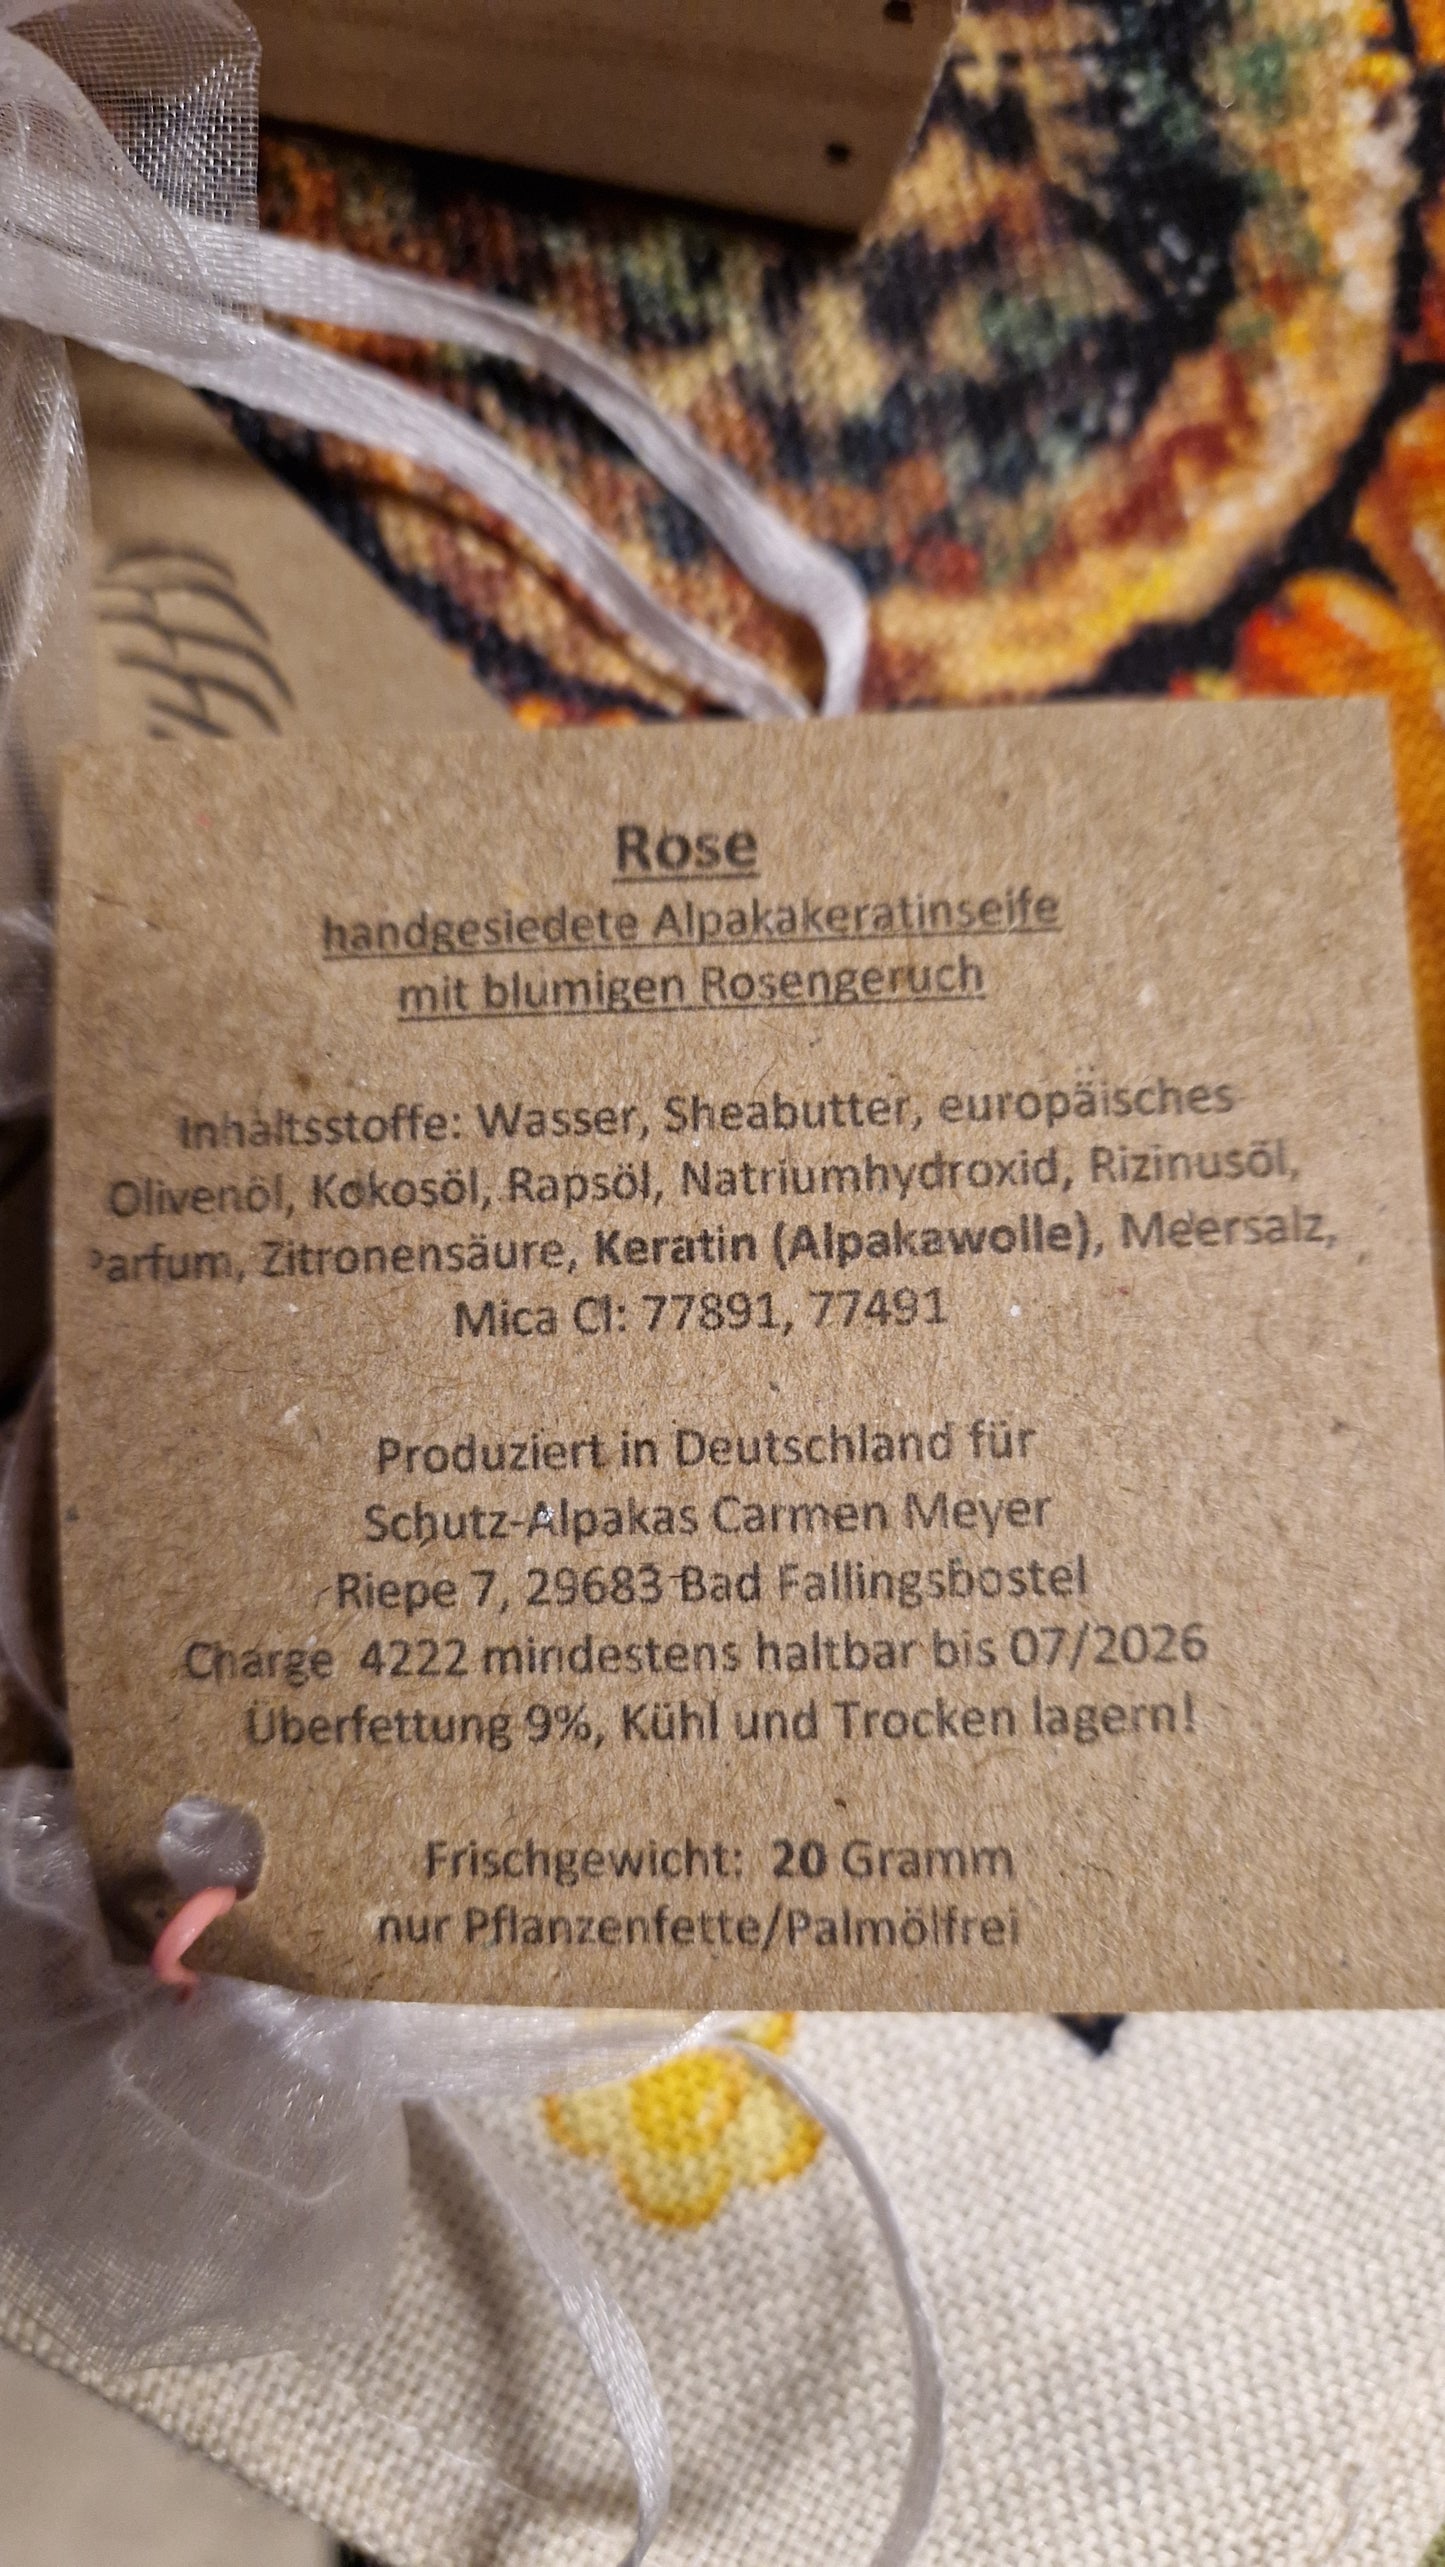 Rose
handgesiedete Alpakakeratinseife
mit blumigen Rosengeruch
Inhaltsstoffe: Wasser, Sheabutter, europäisches
Olivenöl, Kokosöl, Rapsöl, Natriumhydroxid, Rizinusöl,
Parfum, Zitronensäure, Keratin (Alpakawolle), Meersalz,
Mica CI: 77891, 77491
Produziert in Deutschland für
Schutz-Alpakas Carmen Meyer
Riepe 7, 29683 Bad Fallingsbostel
Charge 4222 mindestens haltbar bis 07/2026
Überfettung 9%, Kühl und Trocken lagern!
Frischgewicht: 20 Gramm
nur Pflanzenfette/Palmölfrei